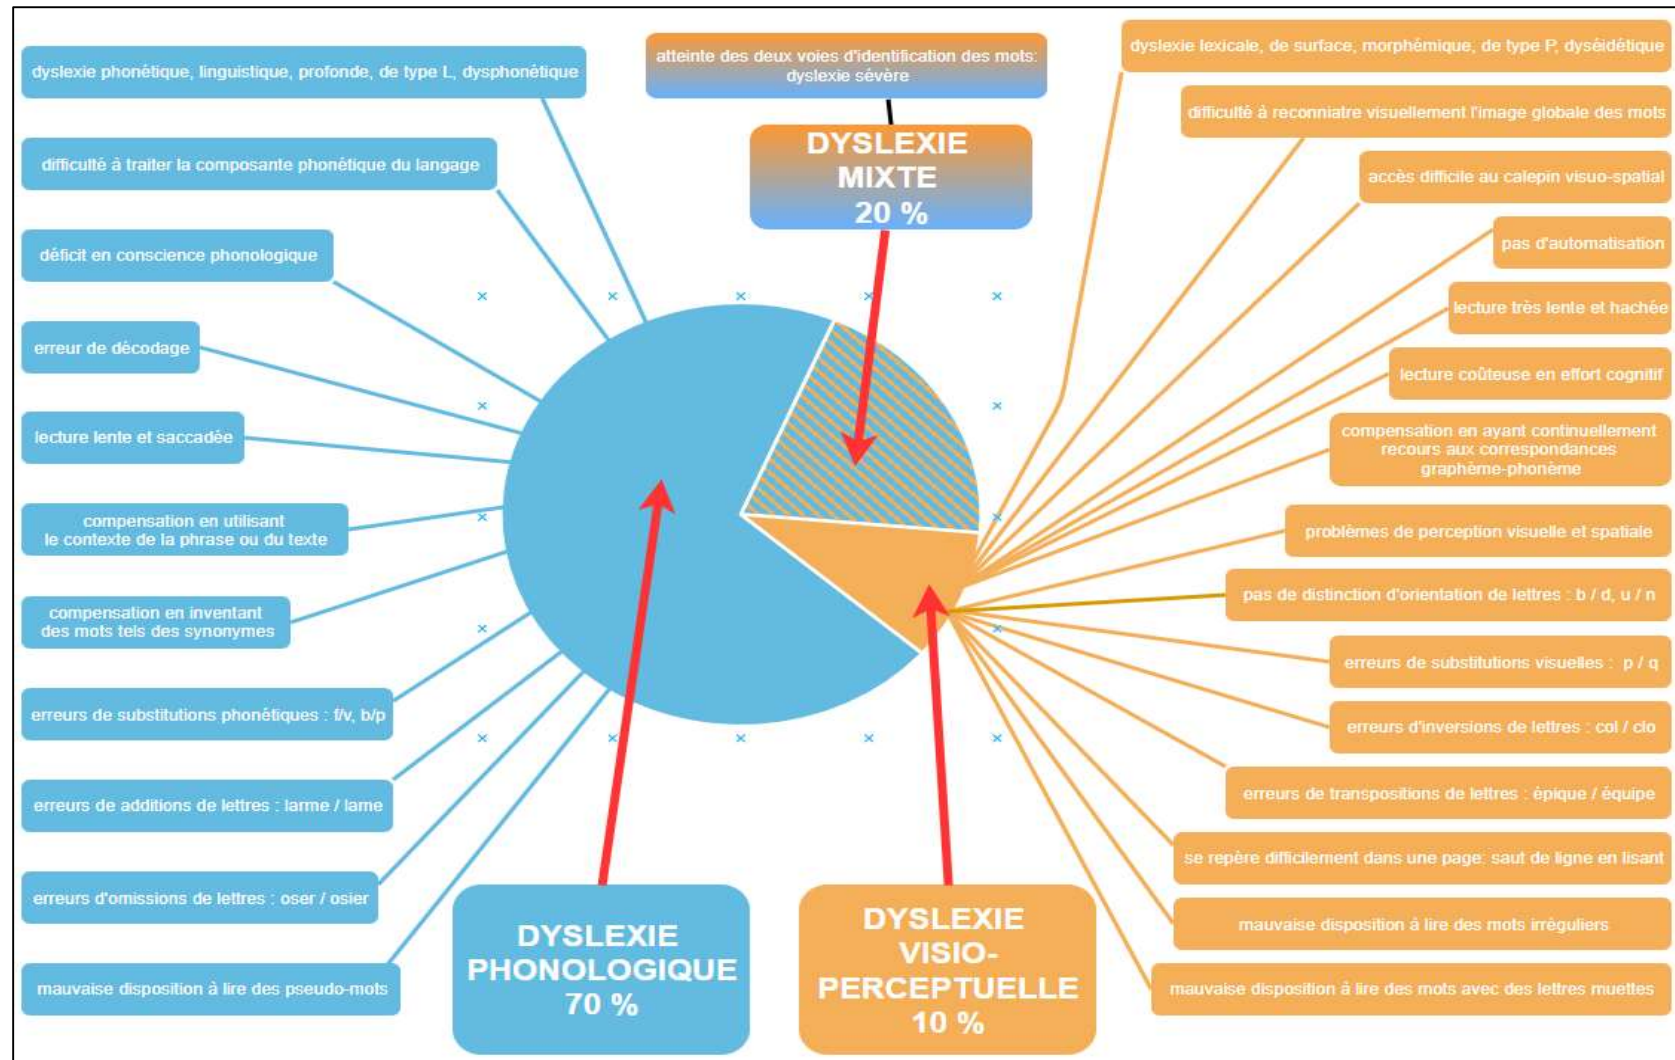 dyslexie phonétique, linguistique, profonde, de type L, dysphonétique
difficulté à traiter la composante phonétique du langage
déficit en conscience phonologique
erreur de décodage
lecture lente et saccadée
compensation en utilisant
le contexte de la phrase ou du texte
compensation en inventant
des mots tels des synonymes
erreurs de substitutions phonétiques : f/v, b/p
erreurs de additions de lettres : larme / lame
erreurs d'omissions de lettres : oser / osier
mauvaise disposition à lire des pseudo-mots
atteinte des deux voies d'identification des mots:
dyslexie sévère
DYSLEXIE
MIXTE
20 %
DYSLEXIE
PHONOLOGIQUE
70 %
DYSLEXIE
VISIO-
PERCEPTUELLE
10 %
dyslexie lexicale, de surface, morphémique, de type P, dyséidétique
difficulté à reconniatre visuellement l'image globale des mots
accès difficile au calepin visuo-spatial
pas d'automatisation
lecture très lente et hachée
lecture coûteuse en effort cognitif
compensation en ayant continuellement
recours aux correspondances
graphème-phonème
problèmes de perception visuelle et spatiale
pas de distinction d'orientation de lettres : b / d, u / n
erreurs de substitutions visuelles : p / q
erreurs d'inversions de lettres : col / clo
erreurs de transpositions de lettres : épique / équipe
se repère difficilement dans une page: saut de ligne en lisant
mauvaise disposition à lire des mots irréguliers
mauvaise disposition à lire des mots avec des lettres muettes